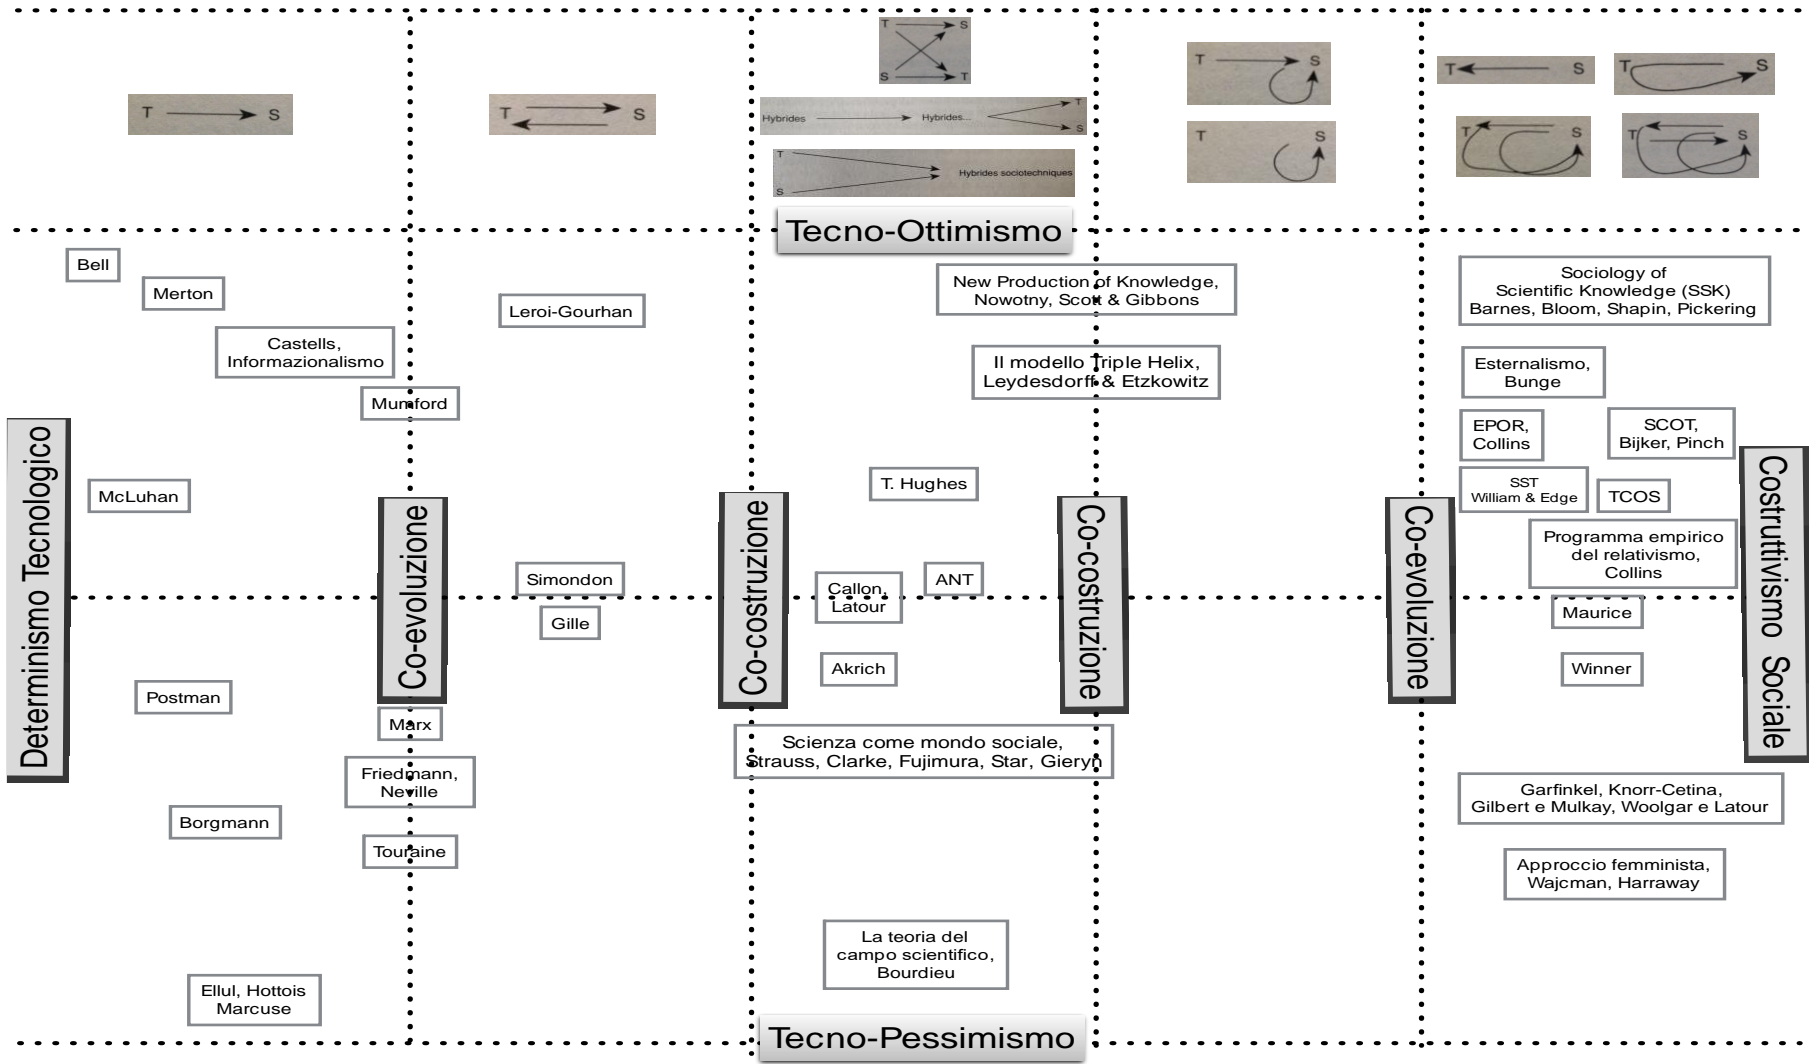 T S
T S
T S
S T
Hybrides Hybrides... T
S
T
Hybrides sociotechniques
S
T S
T S
T S
T S
T S
T S
Tecno-Ottimismo
Bell
Merton
Castells,
Informazionalismo
Mumford
McLuhan
Determinismo Tecnologico
Postman
Borgmann
Ellul, Hottois
Marcuse
Co-evoluzione
Marx
Friedmann,
Neville
Touraine
Leroi-Gourhan
Simondon
Gille
Co-costruzione
New Production of Knowledge,
Nowotny, Scott & Gibbons
Il modello Triple Helix,
Leydesdorff & Etzkowitz
T. Hughes
Callon,
Latour
ANT
Akrich
Scienza come mondo sociale,
Strauss, Clarke, Fujimura, Star, Gieryn
La teoria del
campo scientifico,
Bourdieu
Co-costruzione
Co-evoluzione
Sociology of
Scientific Knowledge (SSK)
Barnes, Bloom, Shapin, Pickering
Esternalismo,
Bunge
EPOR,
Collins
SCOT,
Bijker, Pinch
SST
William & Edge
TCOS
Programma empirico
del relativismo,
Collins
Maurice
Winner
Garfinkel, Knorr-Cetina,
Gilbert e Mulkay, Woolgar e Latour
Approccio femminista,
Wajcman, Harraway
Costruttivismo Sociale
Tecno-Pessimismo